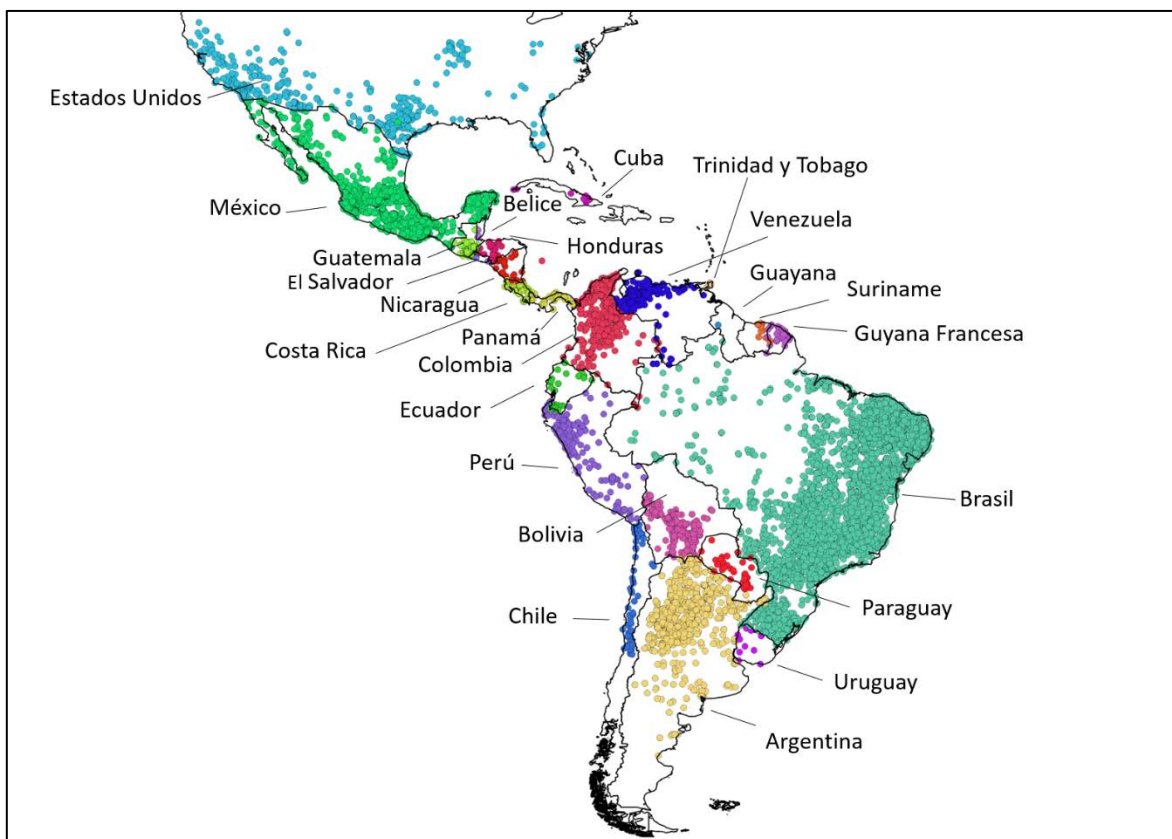 Estados Unidos
Cuba
Trinidad y Tobago
México
Belice
Venezuela
Guatemala
Honduras
El Salvador
Guayana
Nicaragua
Suriname
Costa Rica
Panamá
Guyana Francesa
Colombia
Ecuador
Perú
Brasil
Bolivia
Chile
Paraguay
Uruguay
Argentina